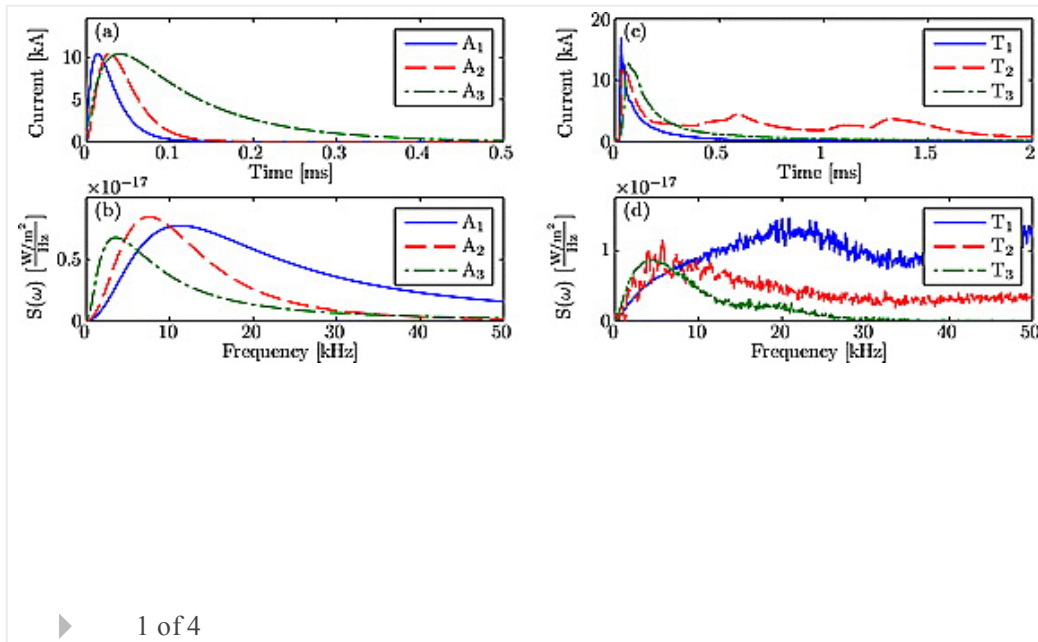 (a)
Current [kA]
10
5
0
A₁
A₂
A₃
0 0.1 0.2 0.3 0.4 0.5
Time [ms]
(c)
Current [kA]
20
15
10
5
0
T₁
T₂
T₃
0 0.5 1 1.5 2
Time [ms]
×10⁻¹⁷
(b)
S(ω) [W/m²/Hz]
0.5
0
A₁
A₂
A₃
0 10 20 30 40 50
Frequency [kHz]
×10⁻¹⁷
(d)
S(ω) [W/m²/Hz]
1
0
T₁
T₂
T₃
0 10 20 30 40 50
Frequency [kHz]
1 of 4